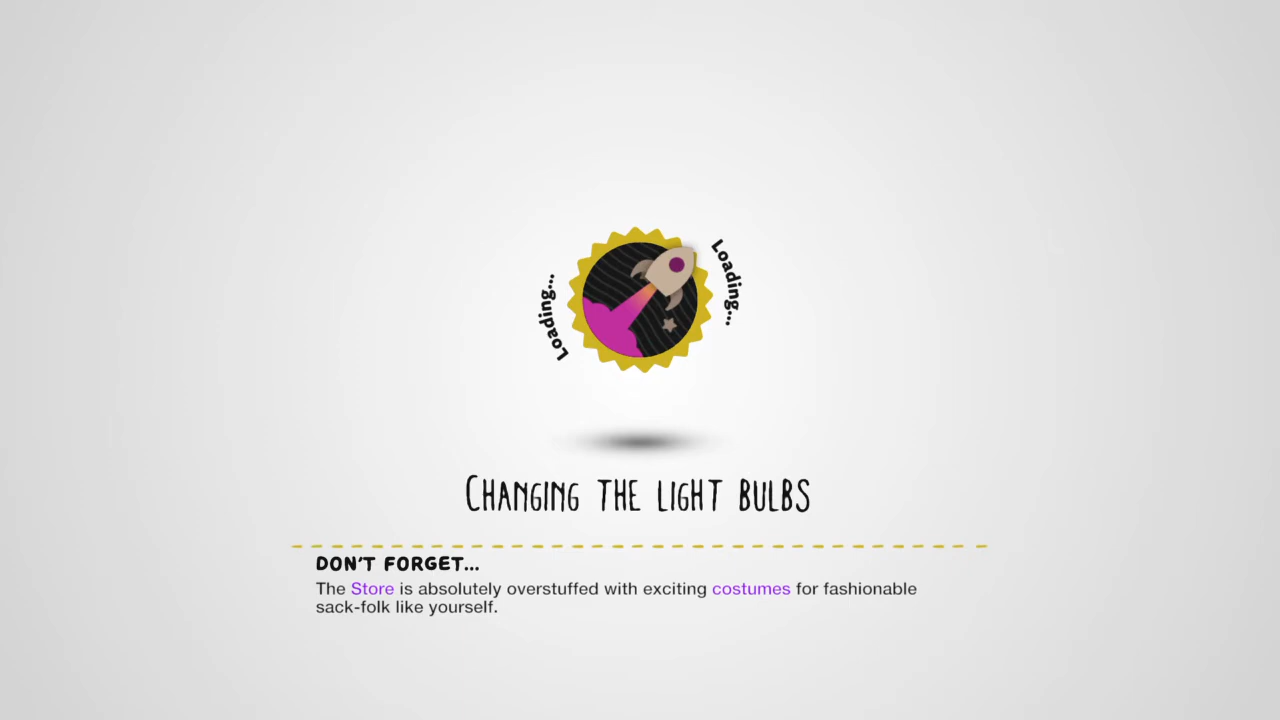 Loading...
Loading...
CHANGING THE LIGHT BULBS
DON'T FORGET...
The Store is absolutely overstuffed with exciting costumes for fashionable
sack-folk like yourself.